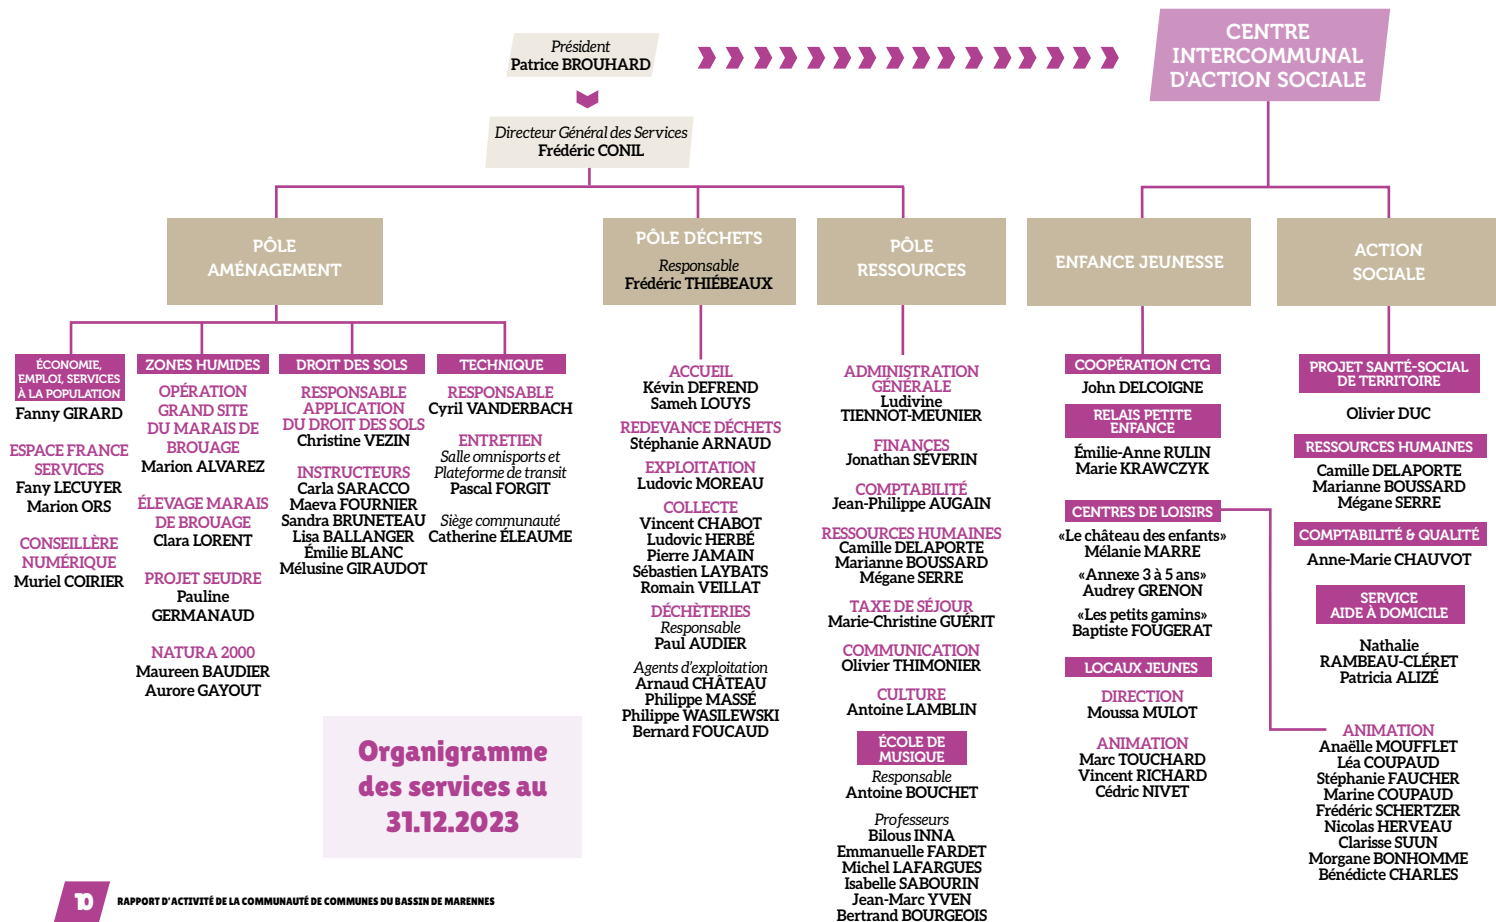 Président
Patrice BROUHARD
CENTRE
INTERCOMMUNAL
D'ACTION SOCIALE
Directeur Général des Services
Frédéric CONIL
PÔLE
AMÉNAGEMENT
ÉCONOMIE,
EMPLOI, SERVICES
À LA POPULATION
Fanny GIRARD
ESPACE FRANCE
SERVICES
Fany LECUYER
Marion ORS
CONSEILLÈRE
NUMÉRIQUE
Muriel COIRIER
ZONES HUMIDES
OPÉRATION
GRAND SITE
DU MARAIS DE
BROUAGE
Marion ALVAREZ
ÉLEVAGE MARAIS
DE BROUAGE
Clara LORENT
PROJET SEUDRE
Pauline
GERMANAUD
NATURA 2000
Maureen BAUDIER
Aurore GAYOUT
DROIT DES SOLS
RESPONSABLE
APPLICATION
DU DROIT DES SOLS
Christine VEZIN
INSTRUCTEURS
Carla SARACCO
Maeva FOURNIER
Sandra BRUNETEAU
Lisa BALLANGER
Émilie BLANC
Mélusine GIRAUDOT
TECHNIQUE
RESPONSABLE
Cyril VANDERBACH
ENTRETIEN
Salle omnisports et
Plateforme de transit
Pascal FORGIT
Siège communauté
Catherine ÉLEAUME
PÔLE DÉCHETS
Responsable
Frédéric THIÉBEAUX
ACCUEIL
Kévin DEFREND
Sameh LOUYS
REDEVANCE DÉCHETS
Stéphanie ARNAUD
EXPLOITATION
Ludovic MOREAU
COLLECTE
Vincent CHABOT
Ludovic HERBÉ
Pierre JAMAIN
Sébastien LAYBATS
Romain VEILLAT
DÉCHÈTERIES
Responsable
Paul AUDIER
Agents d'exploitation
Arnaud CHÂTEAU
Philippe MASSÉ
Philippe WASILEWSKI
Bernard FOUCAUD
PÔLE
RESSOURCES
ADMINISTRATION
GÉNÉRALE
Ludivine
TIENNOT-MEUNIER
FINANCES
Jonathan SÉVERIN
COMPTABILITÉ
Jean-Philippe AUGAIN
RESSOURCES HUMAINES
Camille DELAPORTE
Marianne BOUSSARD
Mégane SERRE
TAXE DE SÉJOUR
Marie-Christine GUÉRIT
COMMUNICATION
Olivier THIMONIER
CULTURE
Antoine LAMBLIN
ÉCOLE DE
MUSIQUE
Responsable
Antoine BOUCHET
Professeurs
Bilous INNA
Emmanuelle FARDET
Michel LAFARGUES
Isabelle SABOURIN
Jean-Marc YVEN
Bertrand BOURGEOIS
ENFANCE JEUNESSE
COOPÉRATION CTG
John DELCOIGNE
RELAIS PETITE
ENFANCE
Émilie-Anne RULIN
Marie KRAWCZYK
CENTRES DE LOISIRS
«Le château des enfants»
Mélanie MARRE
«Annexe 3 à 5 ans»
Audrey GRENON
«Les petits gamins»
Baptiste FOUGERAT
LOCAUX JEUNES
DIRECTION
Moussa MULOT
ANIMATION
Marc TOUCHARD
Vincent RICHARD
Cédric NIVET
ACTION
SOCIALE
PROJET SANTÉ-SOCIAL
DE TERRITOIRE
Olivier DUC
RESSOURCES HUMAINES
Camille DELAPORTE
Marianne BOUSSARD
Mégane SERRE
COMPTABILITÉ & QUALITÉ
Anne-Marie CHAUVOT
SERVICE
AIDE À DOMICILE
Nathalie
RAMBEAU-CLÉRET
Patricia ALIZÉ
ANIMATION
Anaëlle MOUFFLET
Léa COUPAUD
Stéphanie FAUCHER
Marine COUPAUD
Frédéric SCHERTZER
Nicolas HERVEAU
Clarisse SUUN
Morgane BONHOMME
Bénédicte CHARLES
Organigramme
des services au
31.12.2023
10
RAPPORT D'ACTIVITÉ DE LA COMMUNAUTÉ DE COMMUNES DU BASSIN DE MARENNES